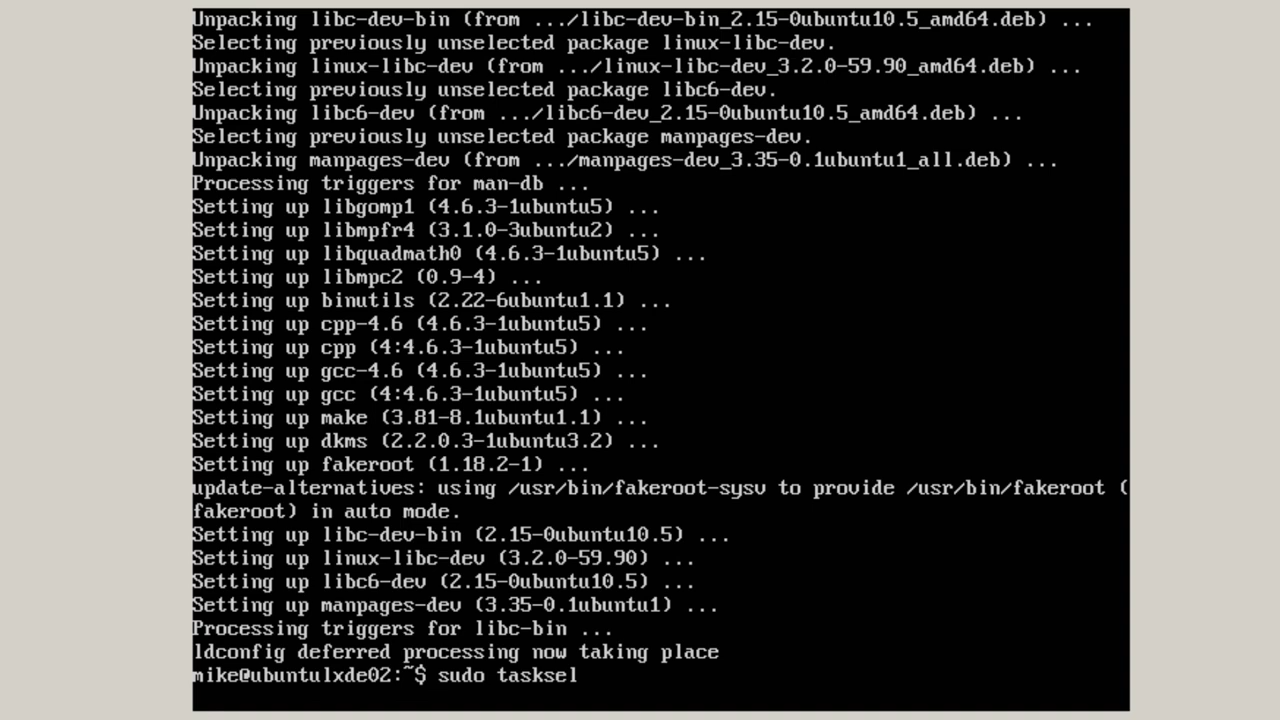 Unpacking libc-dev-bin (from .../libc-dev-bin_2.15-0ubuntu10.5_amd64.deb) ...
Selecting previously unselected package linux-libc-dev.
Unpacking linux-libc-dev (from .../linux-libc-dev_3.2.0-59.90_amd64.deb) ...
Selecting previously unselected package libc6-dev.
Unpacking libc6-dev (from .../libc6-dev_2.15-0ubuntu10.5_amd64.deb) ...
Selecting previously unselected package manpages-dev.
Unpacking manpages-dev (from .../manpages-dev_3.35-0.1ubuntu1_all.deb) ...
Processing triggers for man-db ...
Setting up libgomp1 (4.6.3-1ubuntu5) ...
Setting up libmpfr4 (3.1.0-3ubuntu2) ...
Setting up libquadmath0 (4.6.3-1ubuntu5) ...
Setting up libmpc2 (0.9-4) ...
Setting up binutils (2.22-6ubuntu1.1) ...
Setting up cpp-4.6 (4.6.3-1ubuntu5) ...
Setting up cpp (4:4.6.3-1ubuntu5) ...
Setting up gcc-4.6 (4.6.3-1ubuntu5) ...
Setting up gcc (4:4.6.3-1ubuntu5) ...
Setting up make (3.81-8.1ubuntu1.1) ...
Setting up dkms (2.2.0.3-1ubuntu3.2) ...
Setting up fakeroot (1.18.2-1) ...
update-alternatives: using /usr/bin/fakeroot-sysv to provide /usr/bin/fakeroot (
fakeroot) in auto mode.
Setting up libc-dev-bin (2.15-0ubuntu10.5) ...
Setting up linux-libc-dev (3.2.0-59.90) ...
Setting up libc6-dev (2.15-0ubuntu10.5) ...
Setting up manpages-dev (3.35-0.1ubuntu1) ...
Processing triggers for libc-bin ...
ldconfig deferred processing now taking place
mike@ubuntulxde02:~$ sudo tasksel